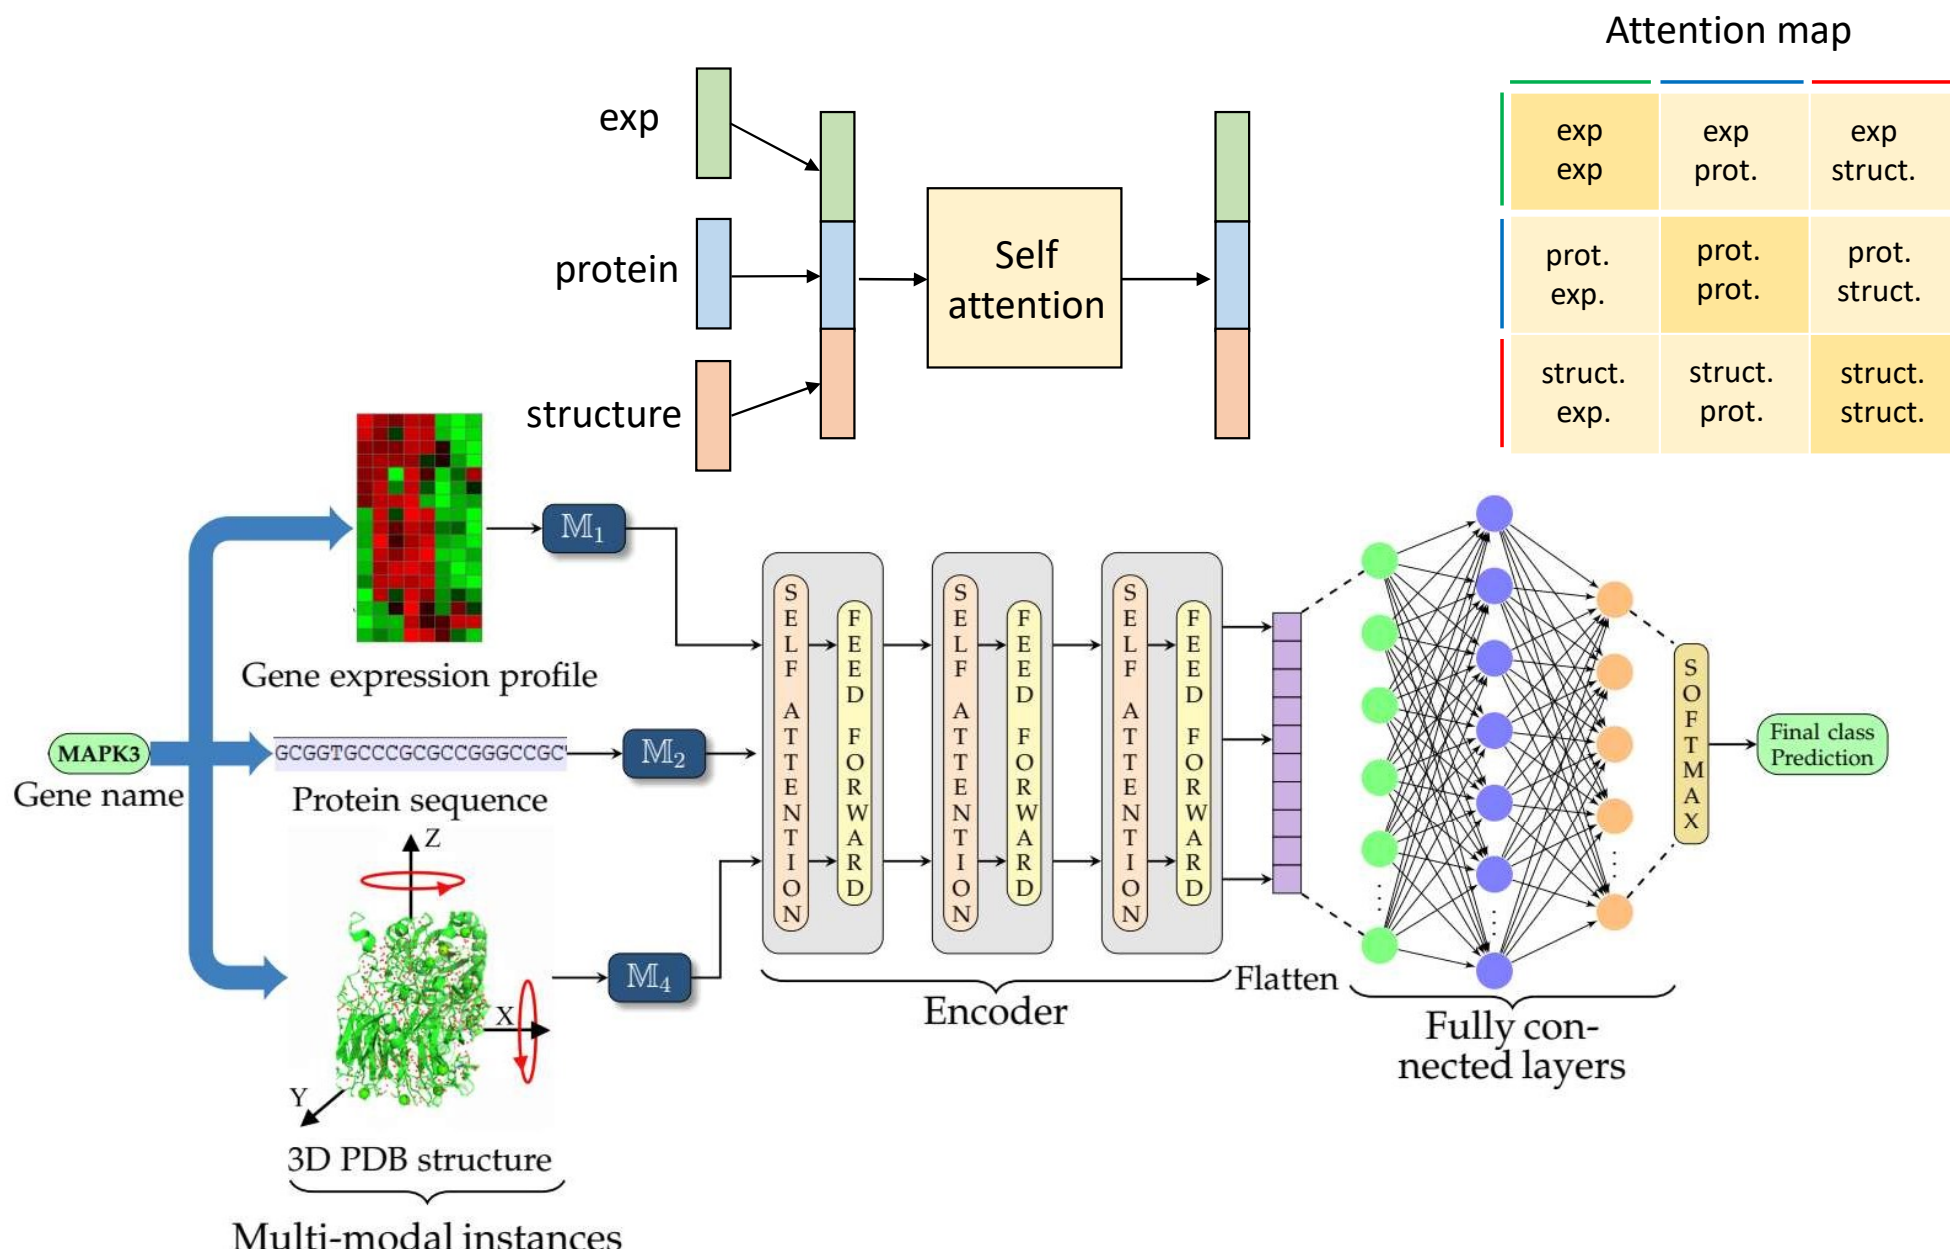 Attention map
exp
protein
structure
Self
attention
exp
exp
exp
prot.
exp
struct.
prot.
exp.
prot.
prot.
prot.
struct.
struct.
exp.
struct.
prot.
struct.
struct.
MAPK3
Gene name
Gene expression profile
GCGGTGCCCGCGCCGGGCCGC
Protein sequence
Z
X
Y
3D PDB structure
Multi-modal instances
𝕄1
𝕄2
𝕄4
SELF ATTENTION
FEED FORWARD
SELF ATTENTION
FEED FORWARD
SELF ATTENTION
FEED FORWARD
Encoder
Flatten
Fully con-
nected layers
SOFTMAX
Final class
Prediction